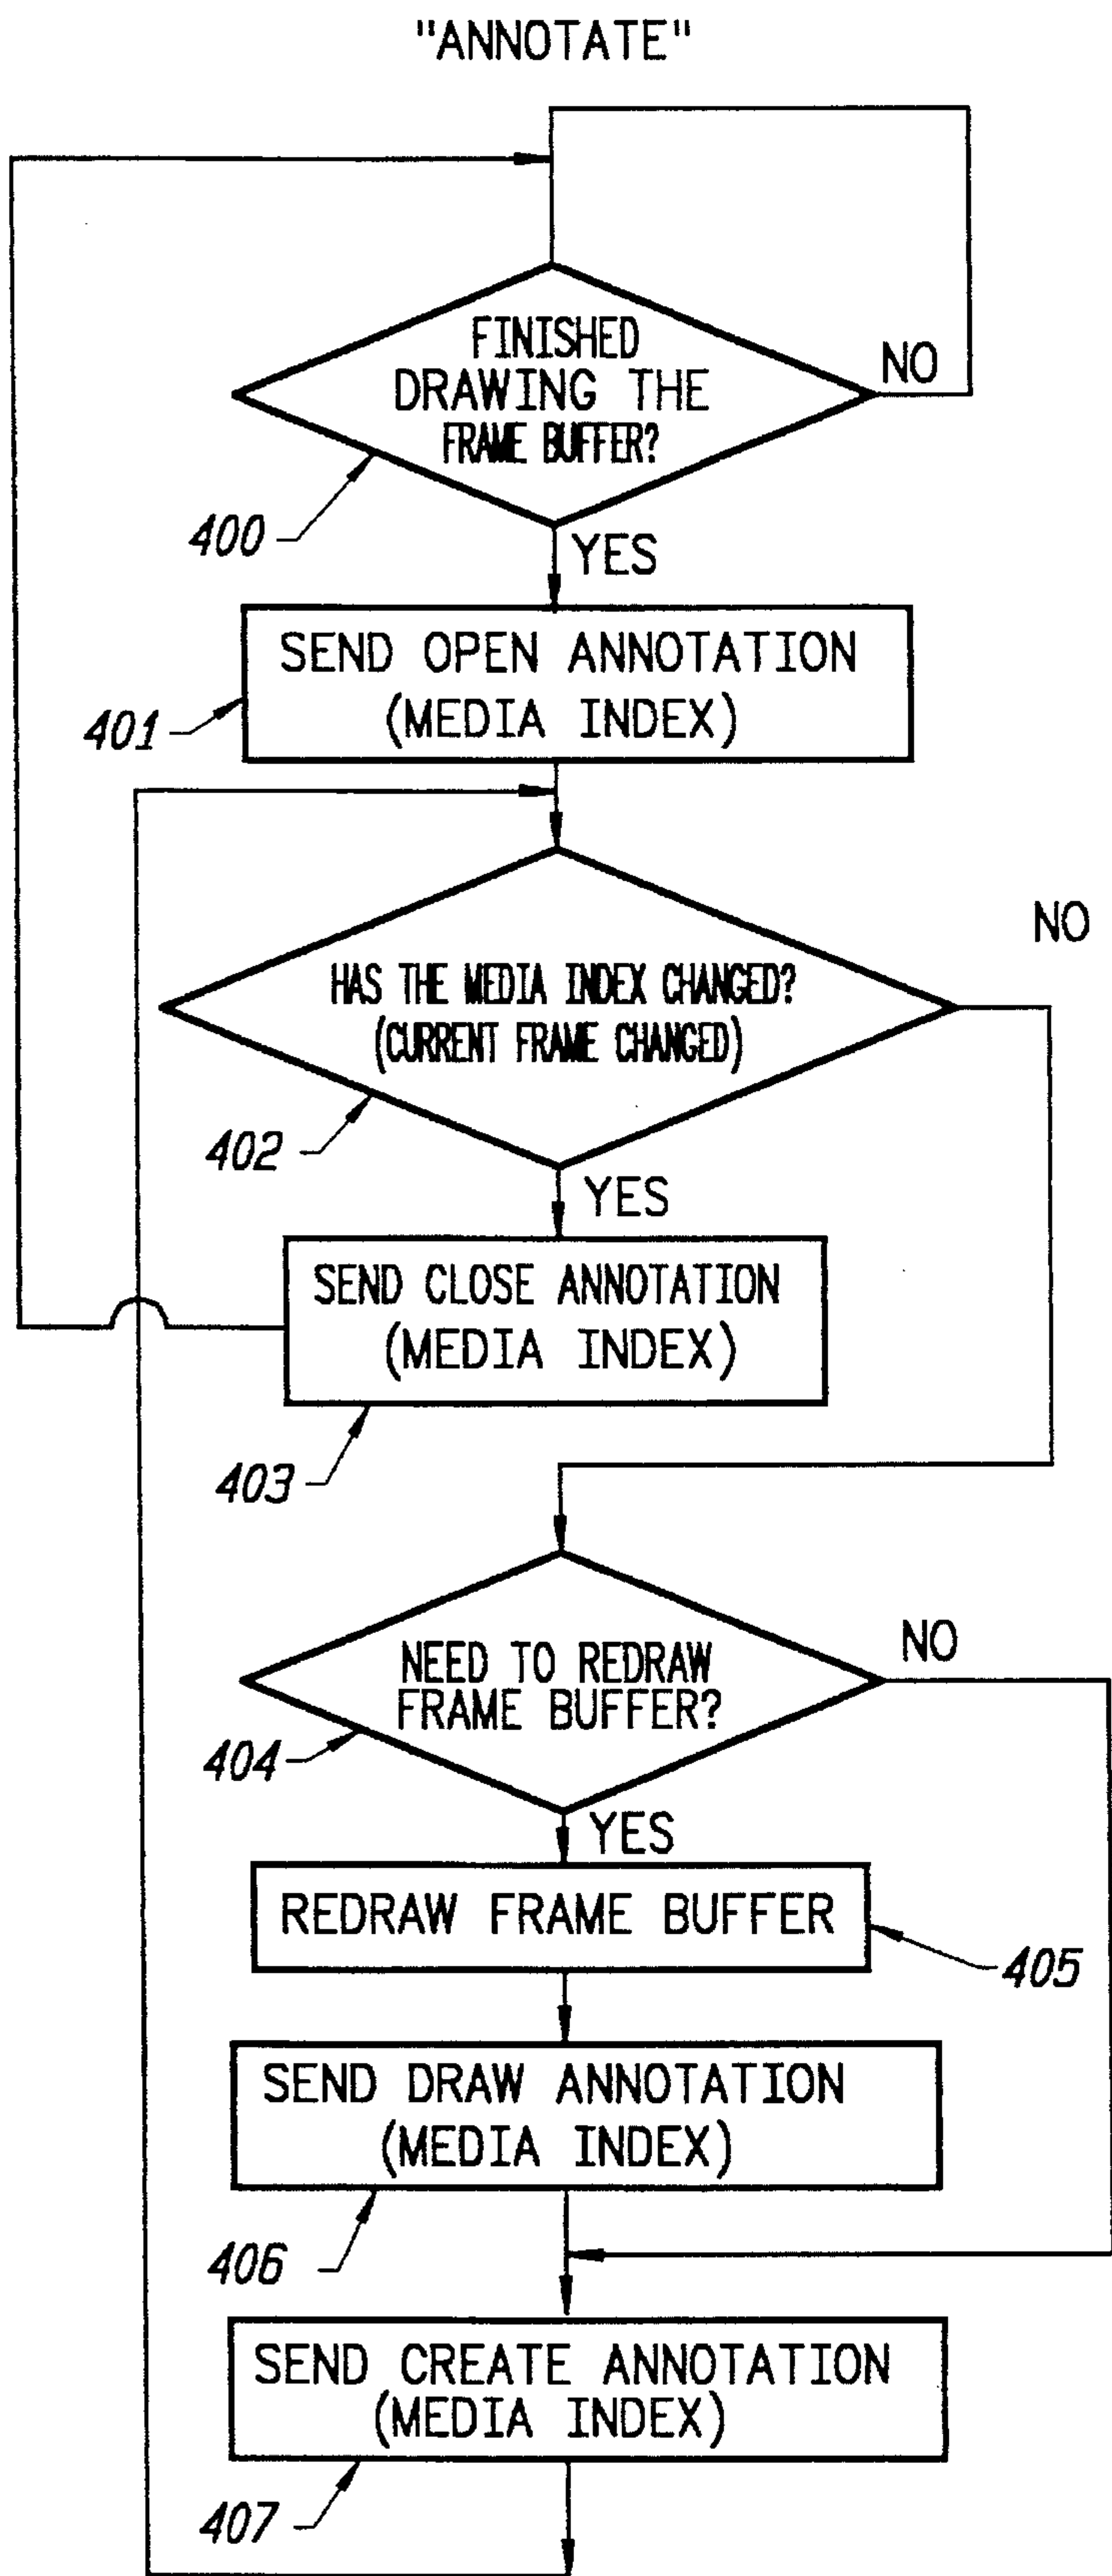 "ANNOTATE"
FINISHED
DRAWING THE
FRAME BUFFER?
NO
400
YES
SEND OPEN ANNOTATION
(MEDIA INDEX)
401
NO
HAS THE MEDIA INDEX CHANGED?
(CURRENT FRAME CHANGED)
402
YES
SEND CLOSE ANNOTATION
(MEDIA INDEX)
403
NO
NEED TO REDRAW
FRAME BUFFER?
404
YES
REDRAW FRAME BUFFER
405
SEND DRAW ANNOTATION
(MEDIA INDEX)
406
SEND CREATE ANNOTATION
(MEDIA INDEX)
407